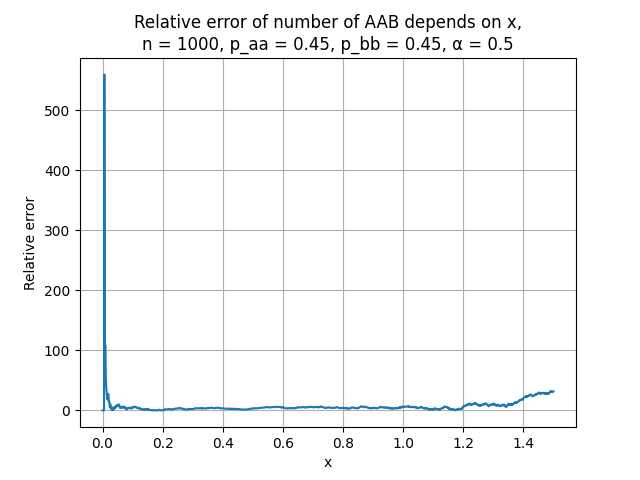 Relative error of number of AAB depends on x,
n = 1000, p_aa = 0.45, p_bb = 0.45, α = 0.5
500
400
300
200
100
0
Relative error
0.0 0.2 0.4 0.6 0.8 1.0 1.2 1.4
x